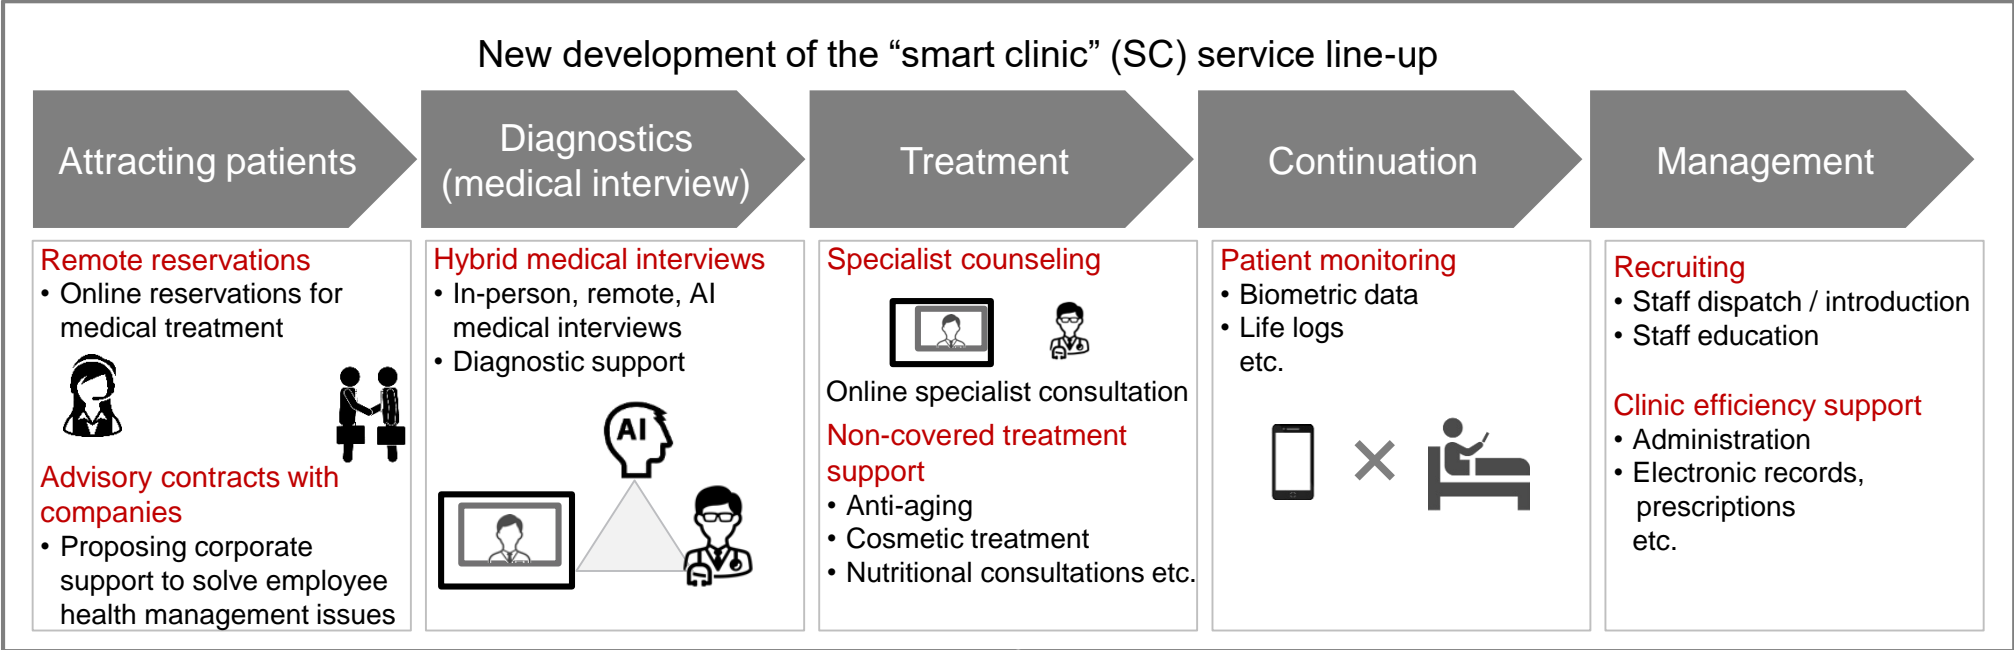 New development of the “smart clinic” (SC) service line-up
Attracting patients
Diagnostics
(medical interview)
Treatment
Continuation
Management
Remote reservations
• Online reservations for
medical treatment
Advisory contracts with
companies
• Proposing corporate
support to solve employee
health management issues
Hybrid medical interviews
• In-person, remote, AI
medical interviews
• Diagnostic support
AI
Specialist counseling
Online specialist consultation
Non-covered treatment
support
• Anti-aging
• Cosmetic treatment
• Nutritional consultations etc.
Patient monitoring
• Biometric data
• Life logs
etc.
Recruiting
• Staff dispatch / introduction
• Staff education
Clinic efficiency support
• Administration
• Electronic records,
prescriptions
etc.